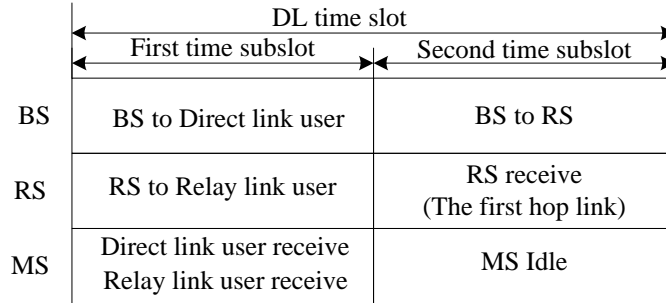 DL time slot
First time subslot
Second time subslot
BS
BS to Direct link user
BS to RS
RS
RS to Relay link user
RS receive
(The first hop link)
MS
Direct link user receive
Relay link user receive
MS Idle